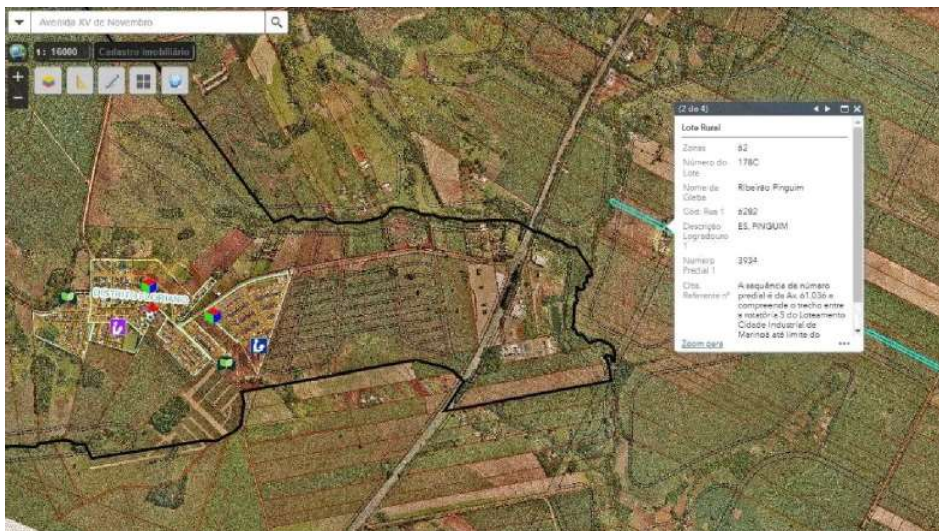 Avenida XV de Novembro
1: 16000
Cadastro Imobiliário
(2 de 4)
Lote Rural
Zonas 62
Número do Lote 178C
Nome da Gleba Ribeirão Pinguim
Cód. Rua 1 6282
Descrição Logradouro 1 ES. PINGUIM
Número Predial 1 3934
Obs. Referente nº A sequência de número
predial é da Av. 61.036 e
compreende o trecho entre
a rotatória 5 do Loteamento
Cidade Industrial de
Maringá até limite do
Zoom para
DISTRITO FLORIANO